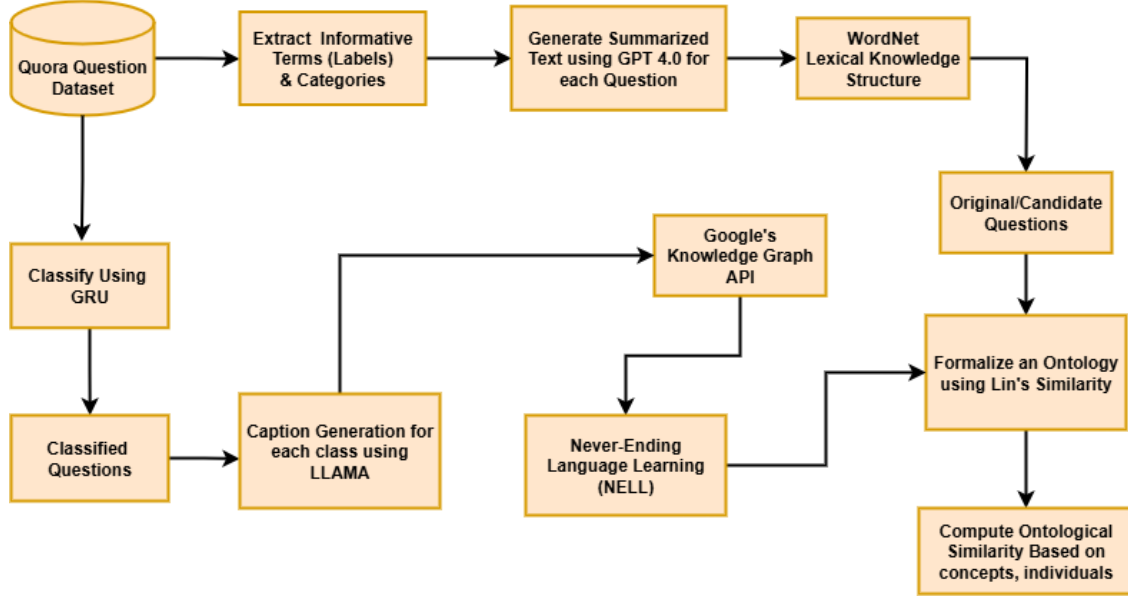 Quora Question
Dataset
Extract Informative
Terms (Labels)
& Categories
Generate Summarized
Text using GPT 4.0 for
each Question
WordNet
Lexical Knowledge
Structure
Original/Candidate
Questions
Google's
Knowledge Graph
API
Classify Using
GRU
Formalize an Ontology
using Lin's Similarity
Classified
Questions
Caption Generation for
each class using
LLAMA
Never-Ending
Language Learning
(NELL)
Compute Ontological
Similarity Based on
concepts, individuals